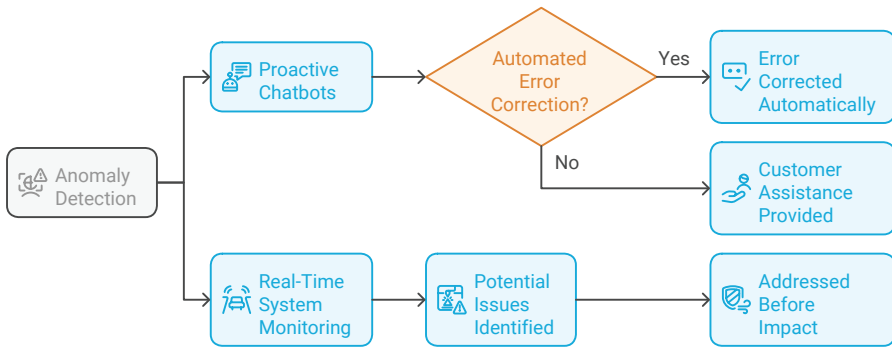 Anomaly
Detection
Proactive
Chatbots
Automated
Error
Correction?
Yes
Error
Corrected
Automatically
No
Customer
Assistance
Provided
Real-Time
System
Monitoring
Potential
Issues
Identified
Addressed
Before
Impact